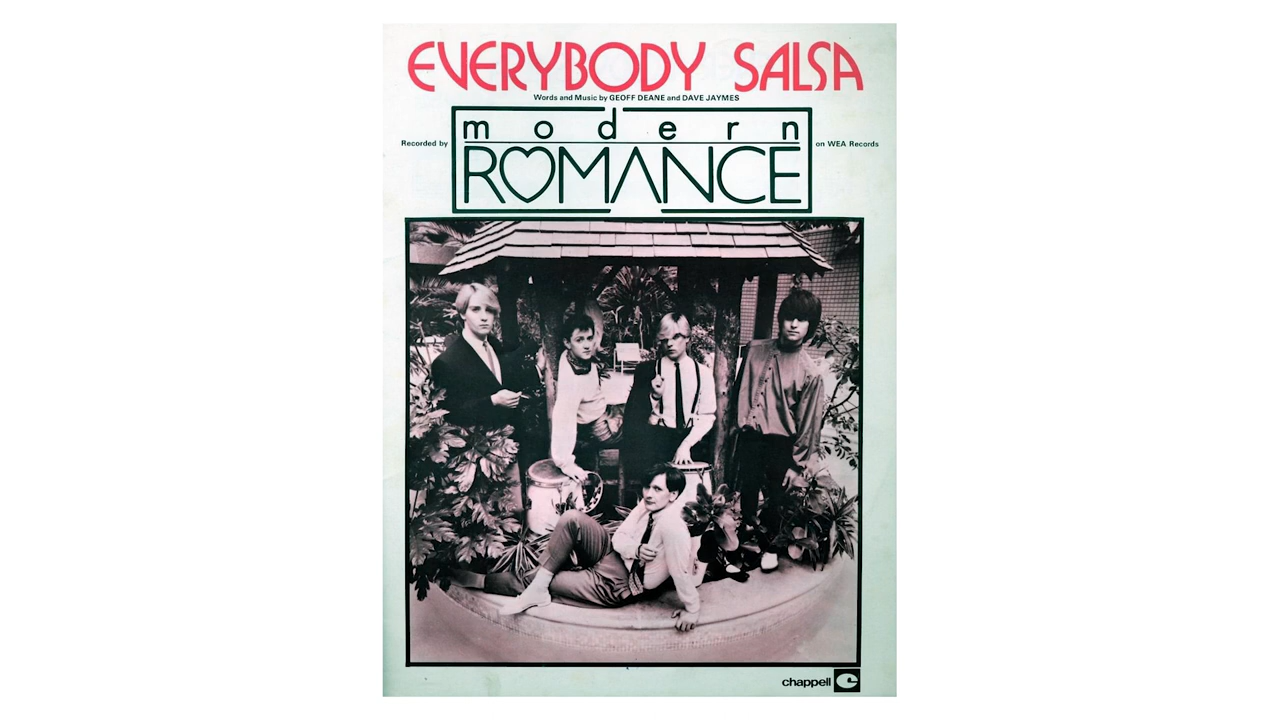 EVERYBODY SALSA
Words and Music by GEOFF DEANE and DAVE JAYMES
Recorded by
modern
ROMANCE
on WEA Records
chappell